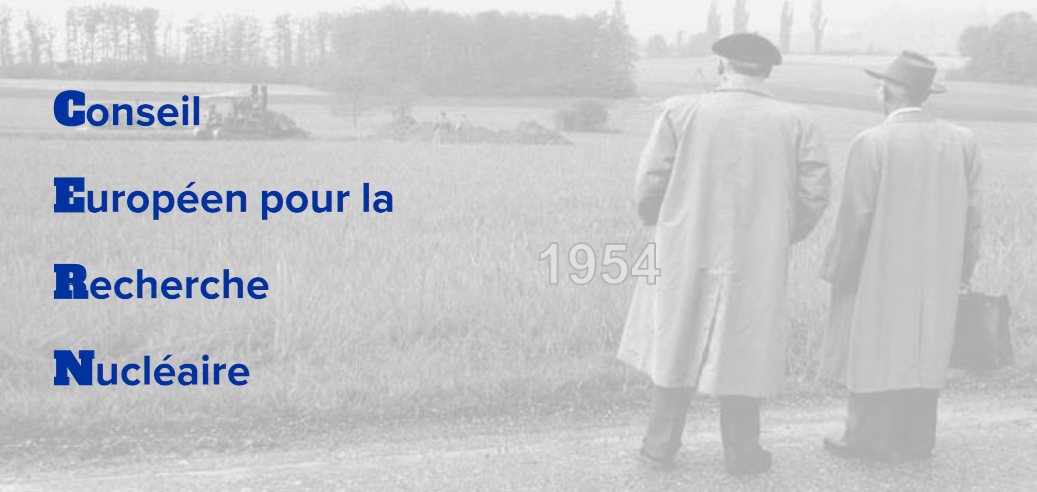 Conseil
Européen pour la
Recherche
Nucléaire
1954